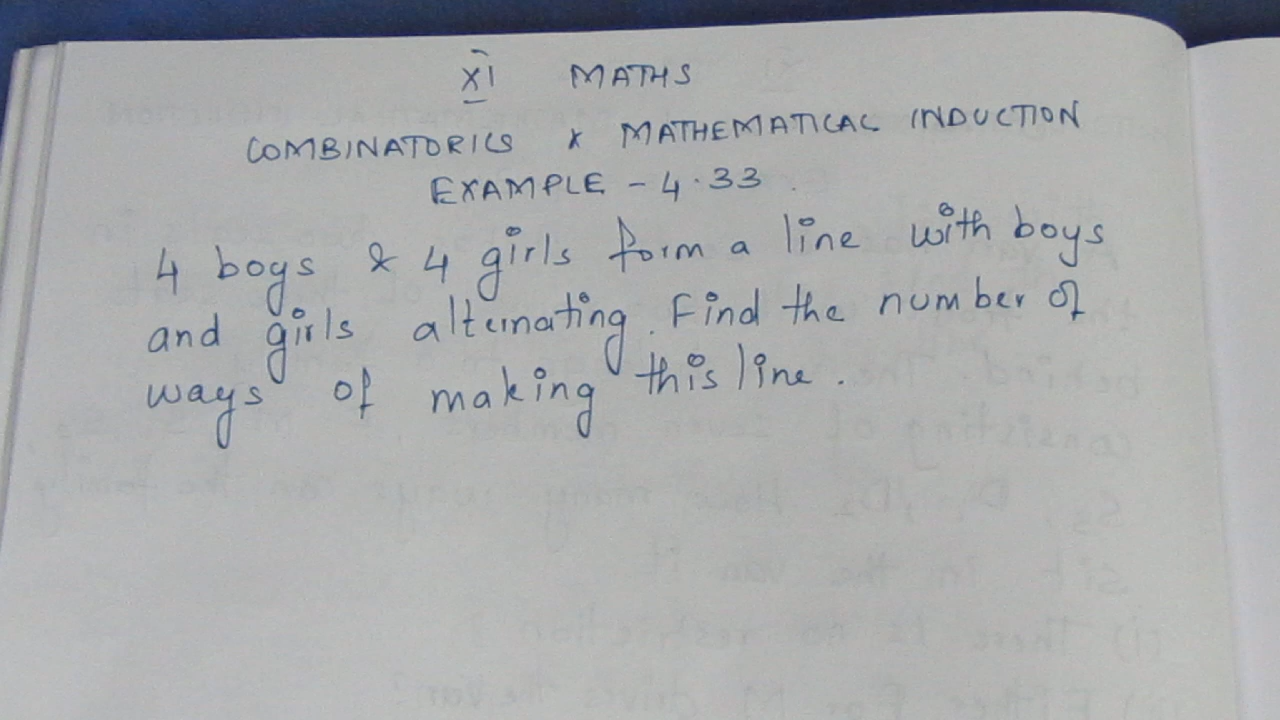 XI MATHS
COMBINATORICS & MATHEMATICAL INDUCTION
EXAMPLE - 4.33.
4 boys & 4 girls form a line with boys
and girls alternating. Find the number of
ways of making this line.